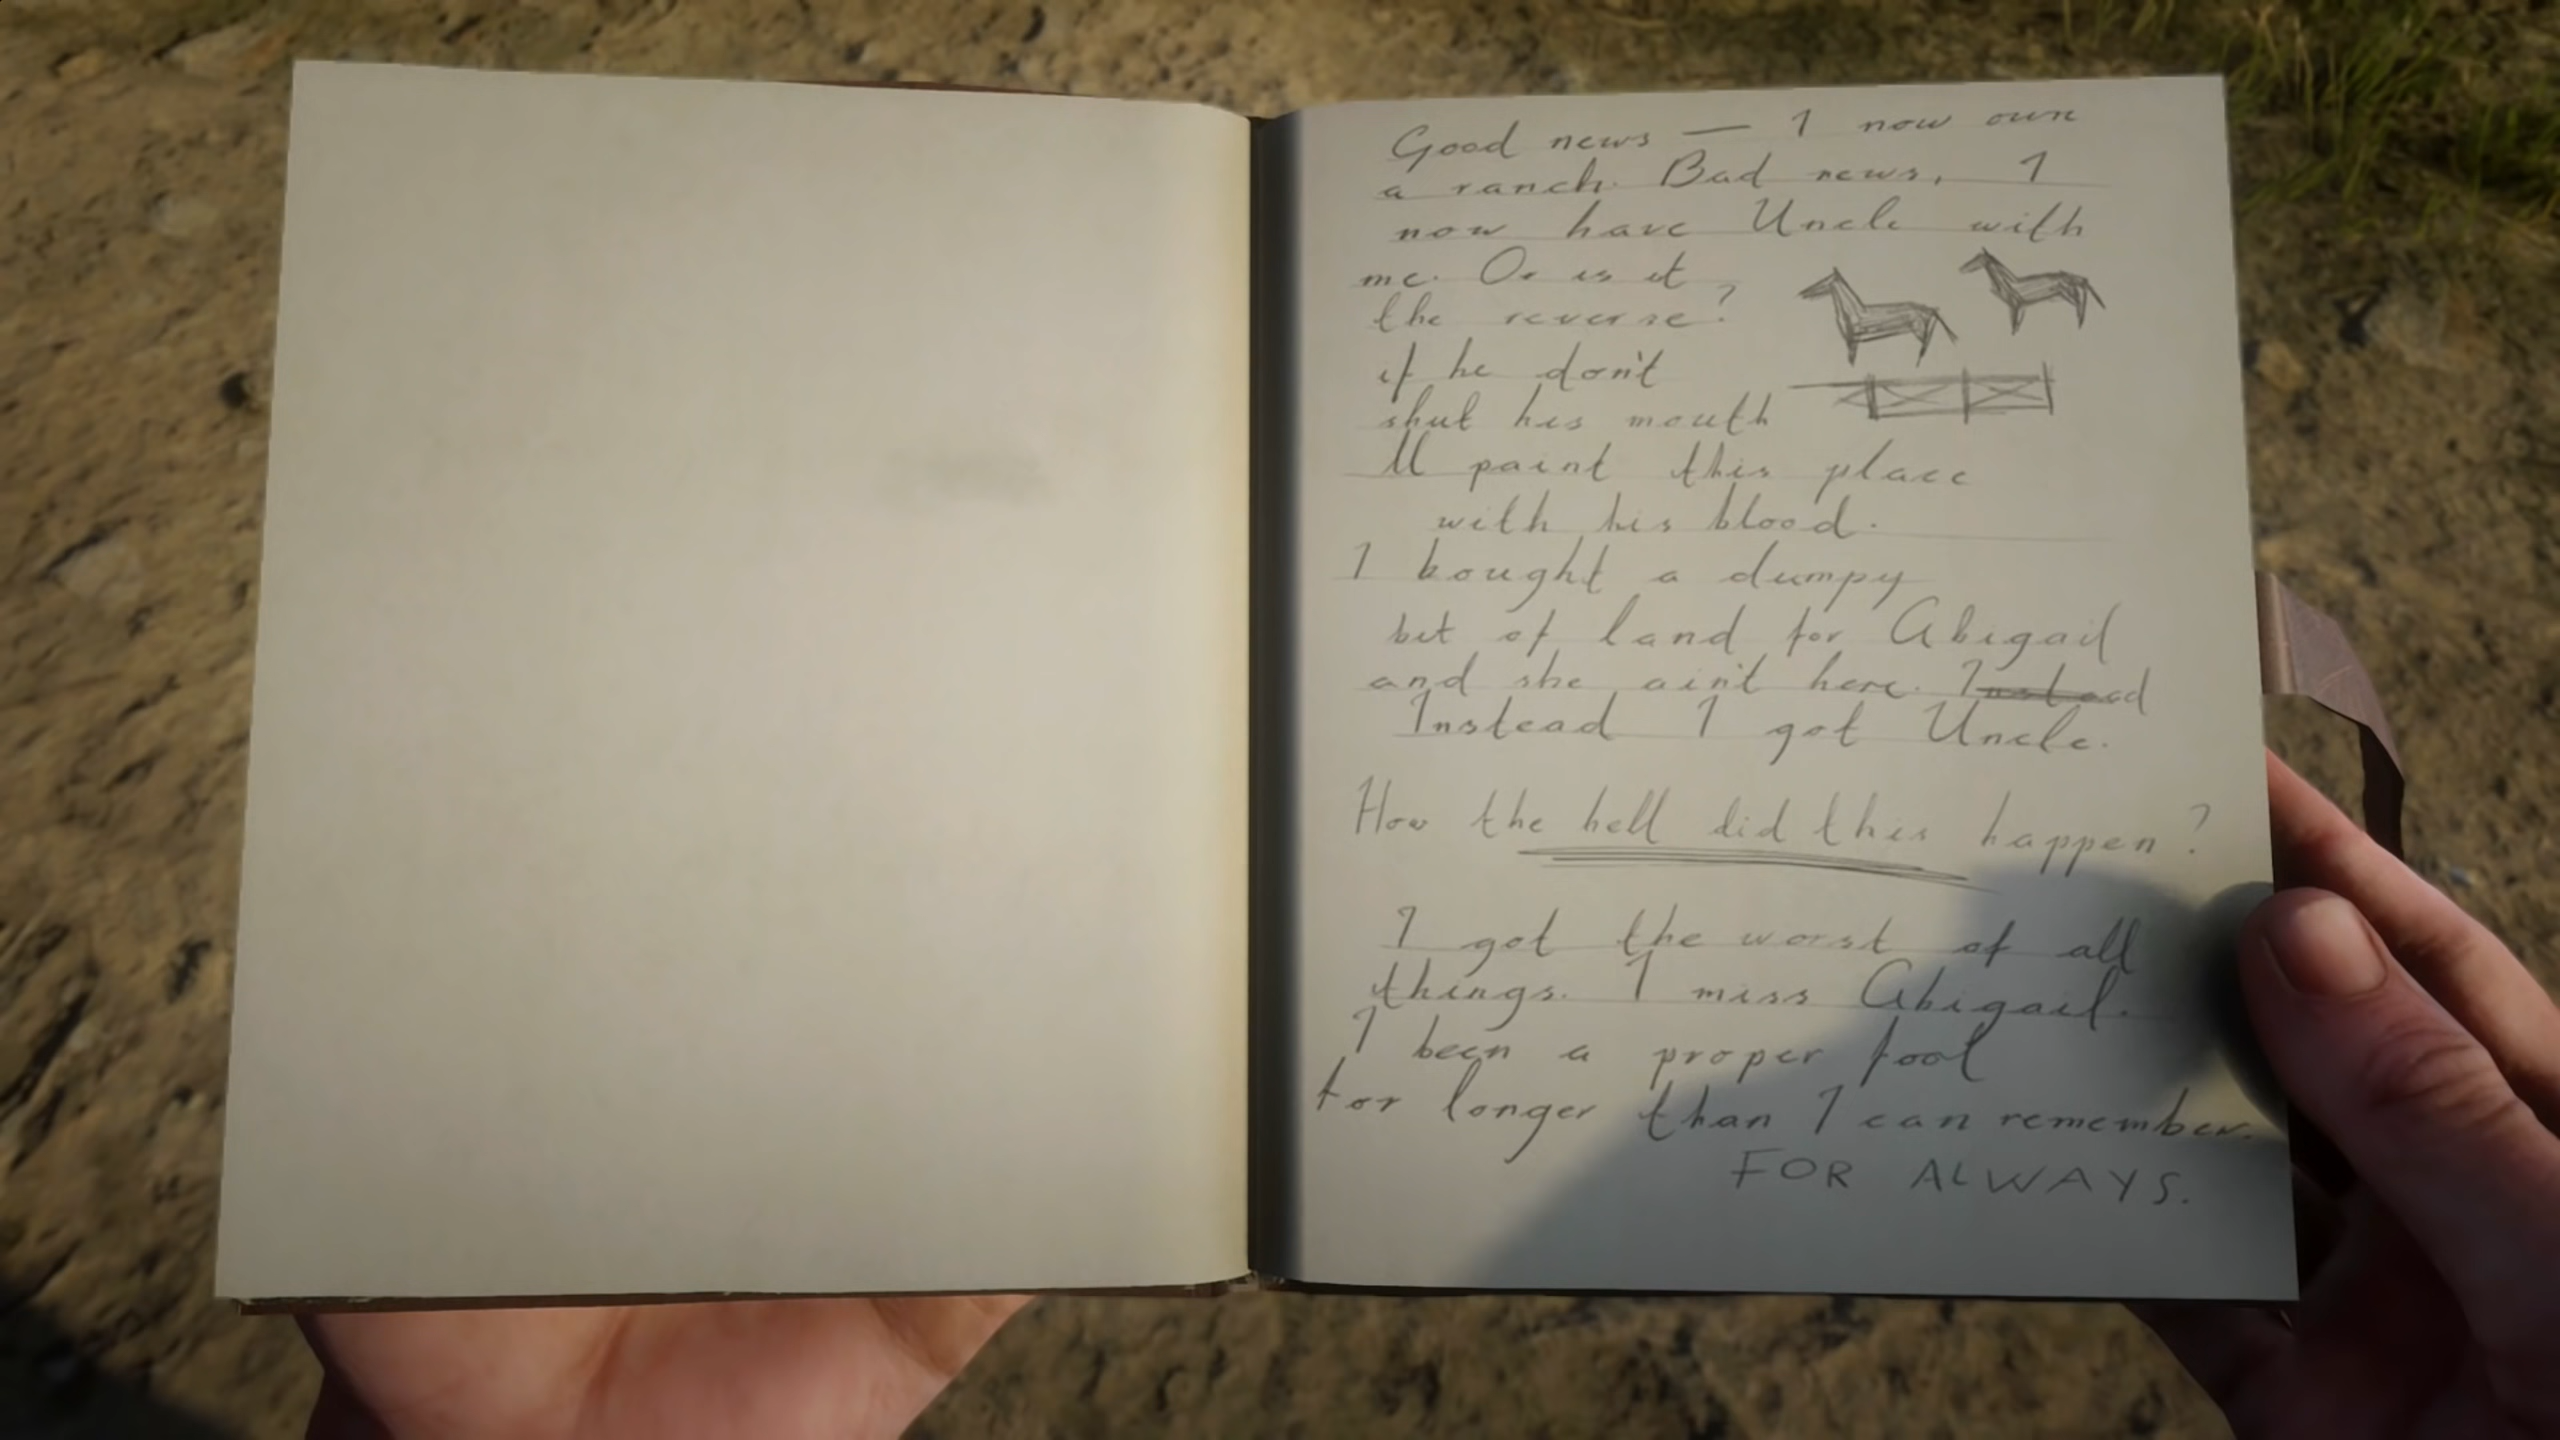 Good news — I now own
a ranch. Bad news, I
now have Uncle with
me. Or is it
the reverse?
if he don't
shut his mouth
Il paint this place
with his blood.
I bought a dumpy
bit of land for Abigail
and she ain't here. Instead
Instead I got Uncle.
How the hell did this happen?
I got the worst of all
things. I miss Abigail.
I been a proper fool
for longer than I can remember.
FOR ALWAYS.